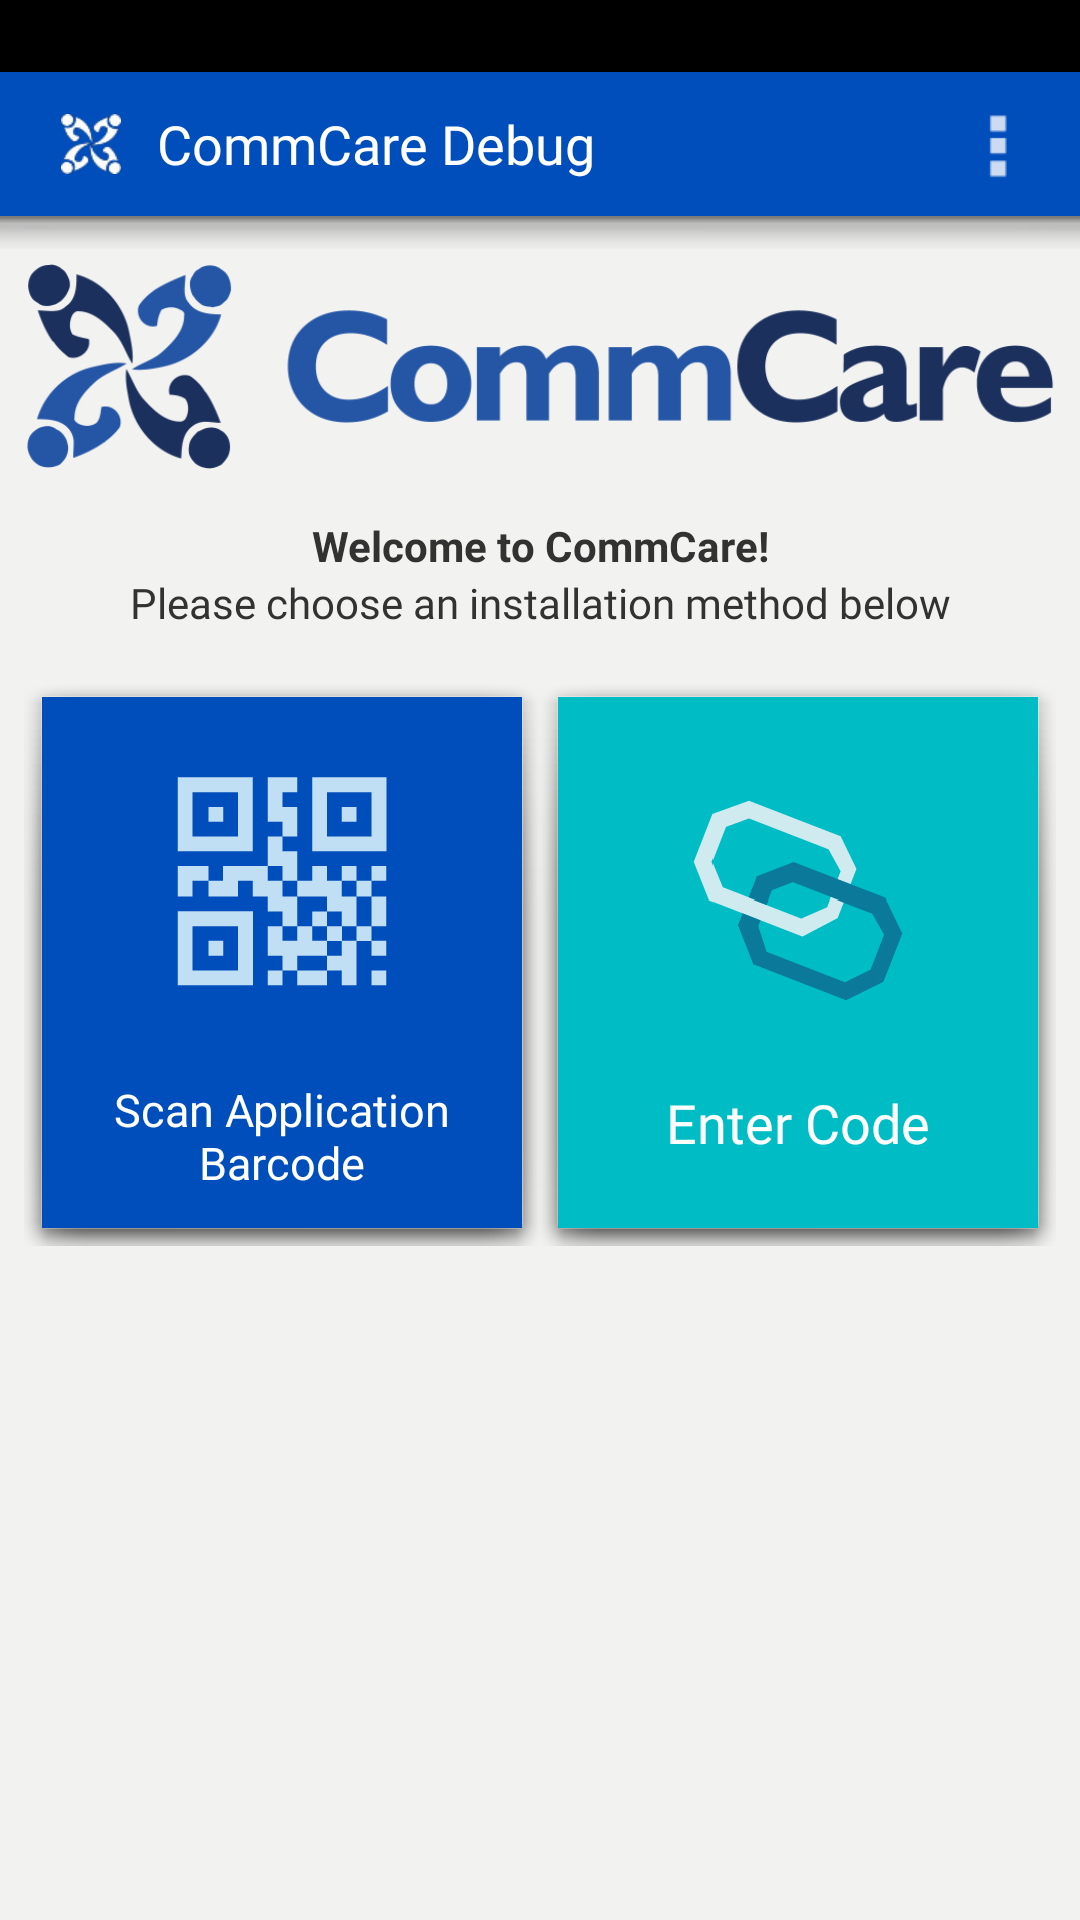 CommCare Debug
CommCare
Welcome to CommCare!
Please choose an installation method below
Scan Application
Barcode
Enter Code